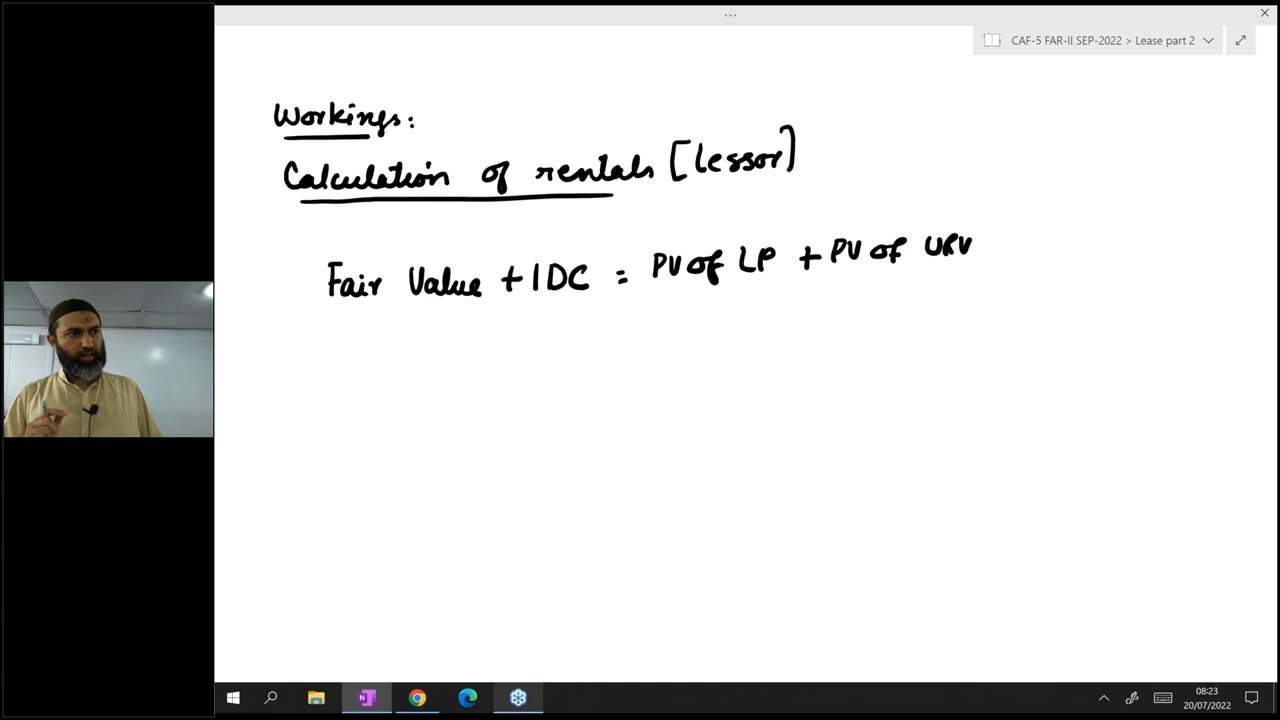 CAF-5 FAR-II SEP-2022 > Lease part 2
Workings:
Calculation of rentals [Lessor]
Fair Value + IDC = PV of LP + PV of URV
08:23
20/07/2022